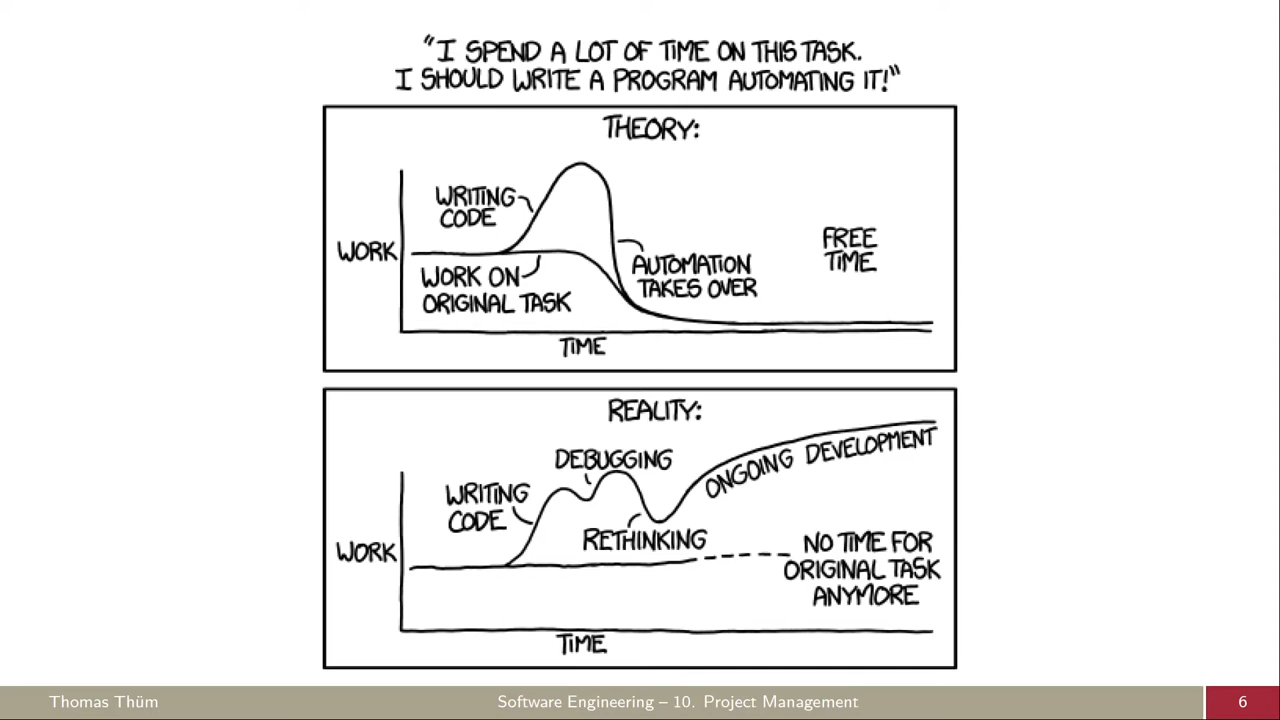 "I SPEND A LOT OF TIME ON THIS TASK.
I SHOULD WRITE A PROGRAM AUTOMATING IT!"
THEORY:
WRITING
CODE
WORK
WORK ON
ORIGINAL TASK
AUTOMATION
TAKES OVER
FREE
TIME
TIME
REALITY:
WRITING
CODE
DEBUGGING
RETHINKING
ONGOING DEVELOPMENT
WORK
NO TIME FOR
ORIGINAL TASK
ANYMORE
TIME
Thomas Thüm
Software Engineering – 10. Project Management
6